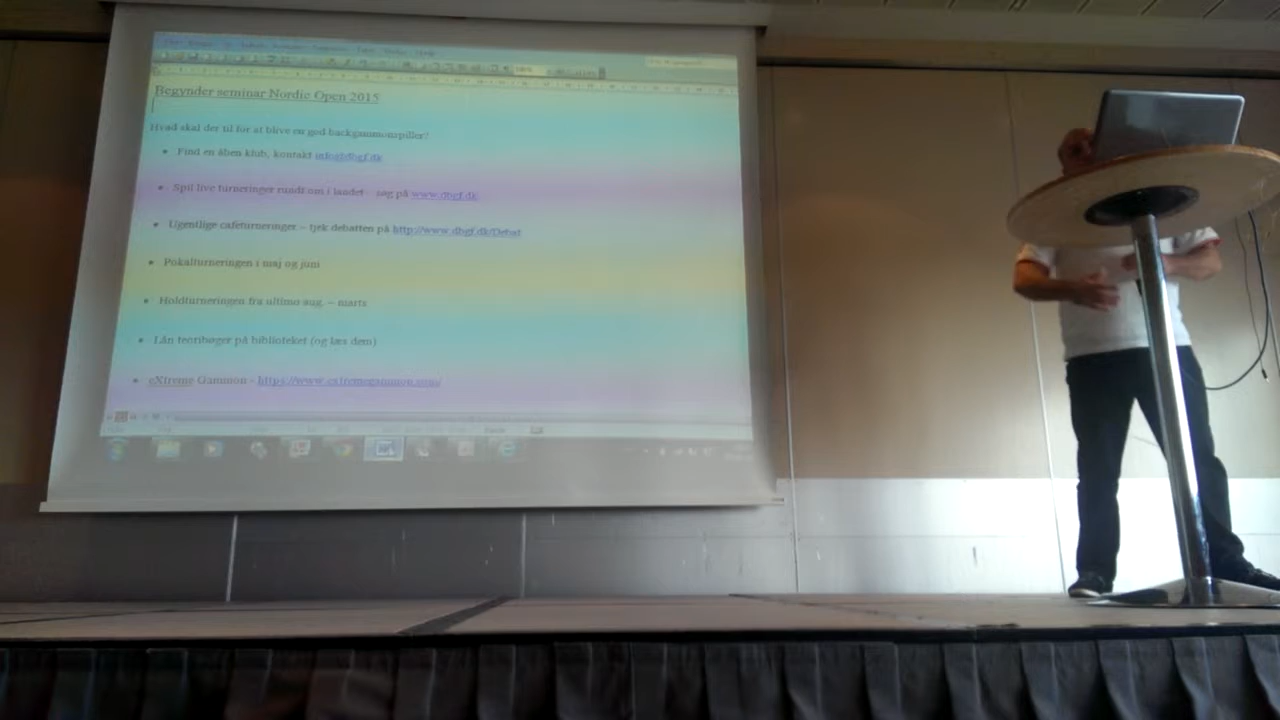 Begynder seminar Nordic Open 2015
Hvad skal der til for at blive en god backgammonspiller?
Find en åben klub, kontakt info@dbgf.dk
Spil live turneringer rundt om i landet – søg på www.dbgf.dk
Ugentlige cafeturneringer – tjek debatten på http://www.dbgf.dk/Debat
Pokalturneringen i maj og juni
Holdturneringen fra ultimo aug. – marts
Lån teoribøger på biblioteket (og læs dem)
eXtreme Gammon - https://www.extremegammon.com/